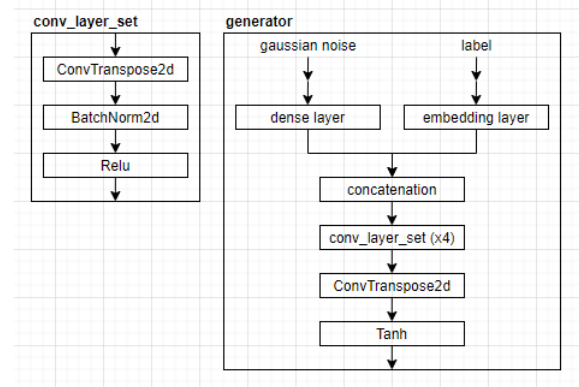 conv_layer_set
ConvTranspose2d
BatchNorm2d
Relu
generator
gaussian noise
label
dense layer
embedding layer
concatenation
conv_layer_set (x4)
ConvTranspose2d
Tanh